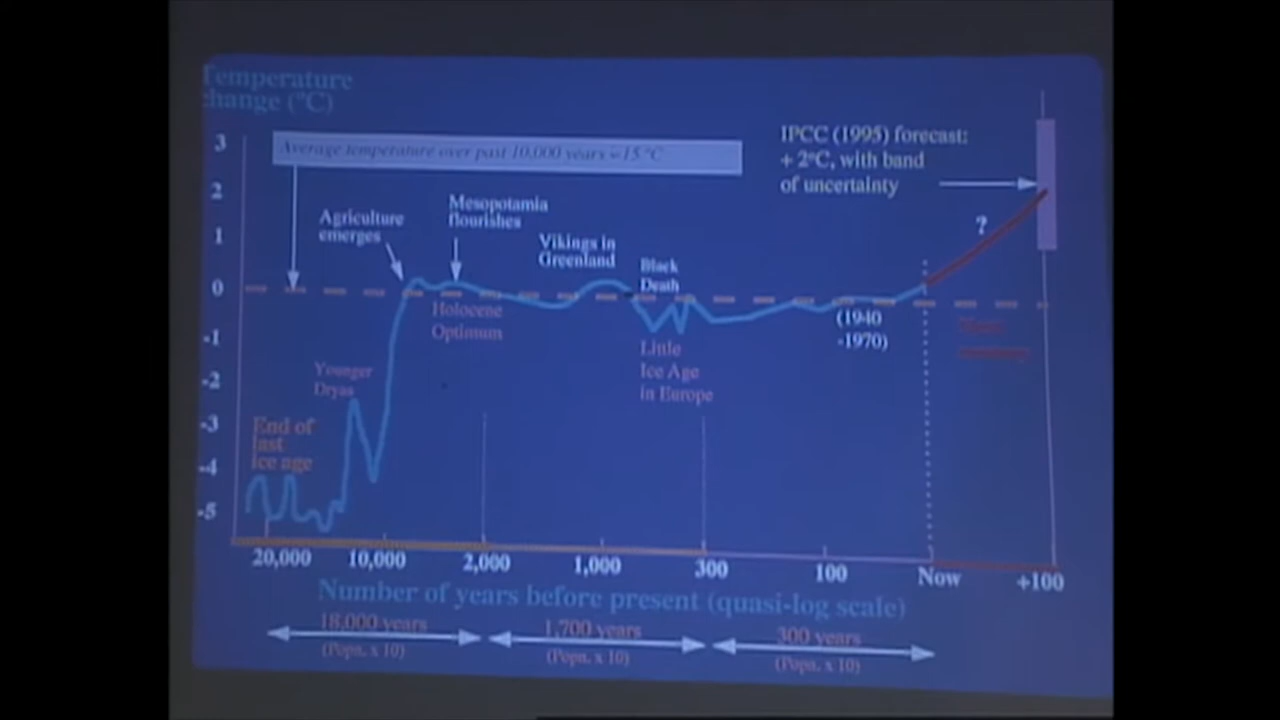 Temperature
change (°C)
3
2
1
0
-1
-2
-3
-4
-5
Average temperature over past 10,000 years = 15 °C
IPCC (1995) forecast:
+ 2°C, with band
of uncertainty
?
Agriculture
emerges
Mesopotamia
flourishes
Vikings in
Greenland
Black
Death
Holocene
Optimum
(1940
-1970)
Little
Ice Age
in Europe
Younger
Dryas
End of
last
Ice age
20,000
10,000
2,000
1,000
300
100
Now
+100
Number of years before present (quasi-log scale)
18,000 years
1,700 years
300 years
(Popn. x 10)
(Popn. x 10)
(Popn. x 10)